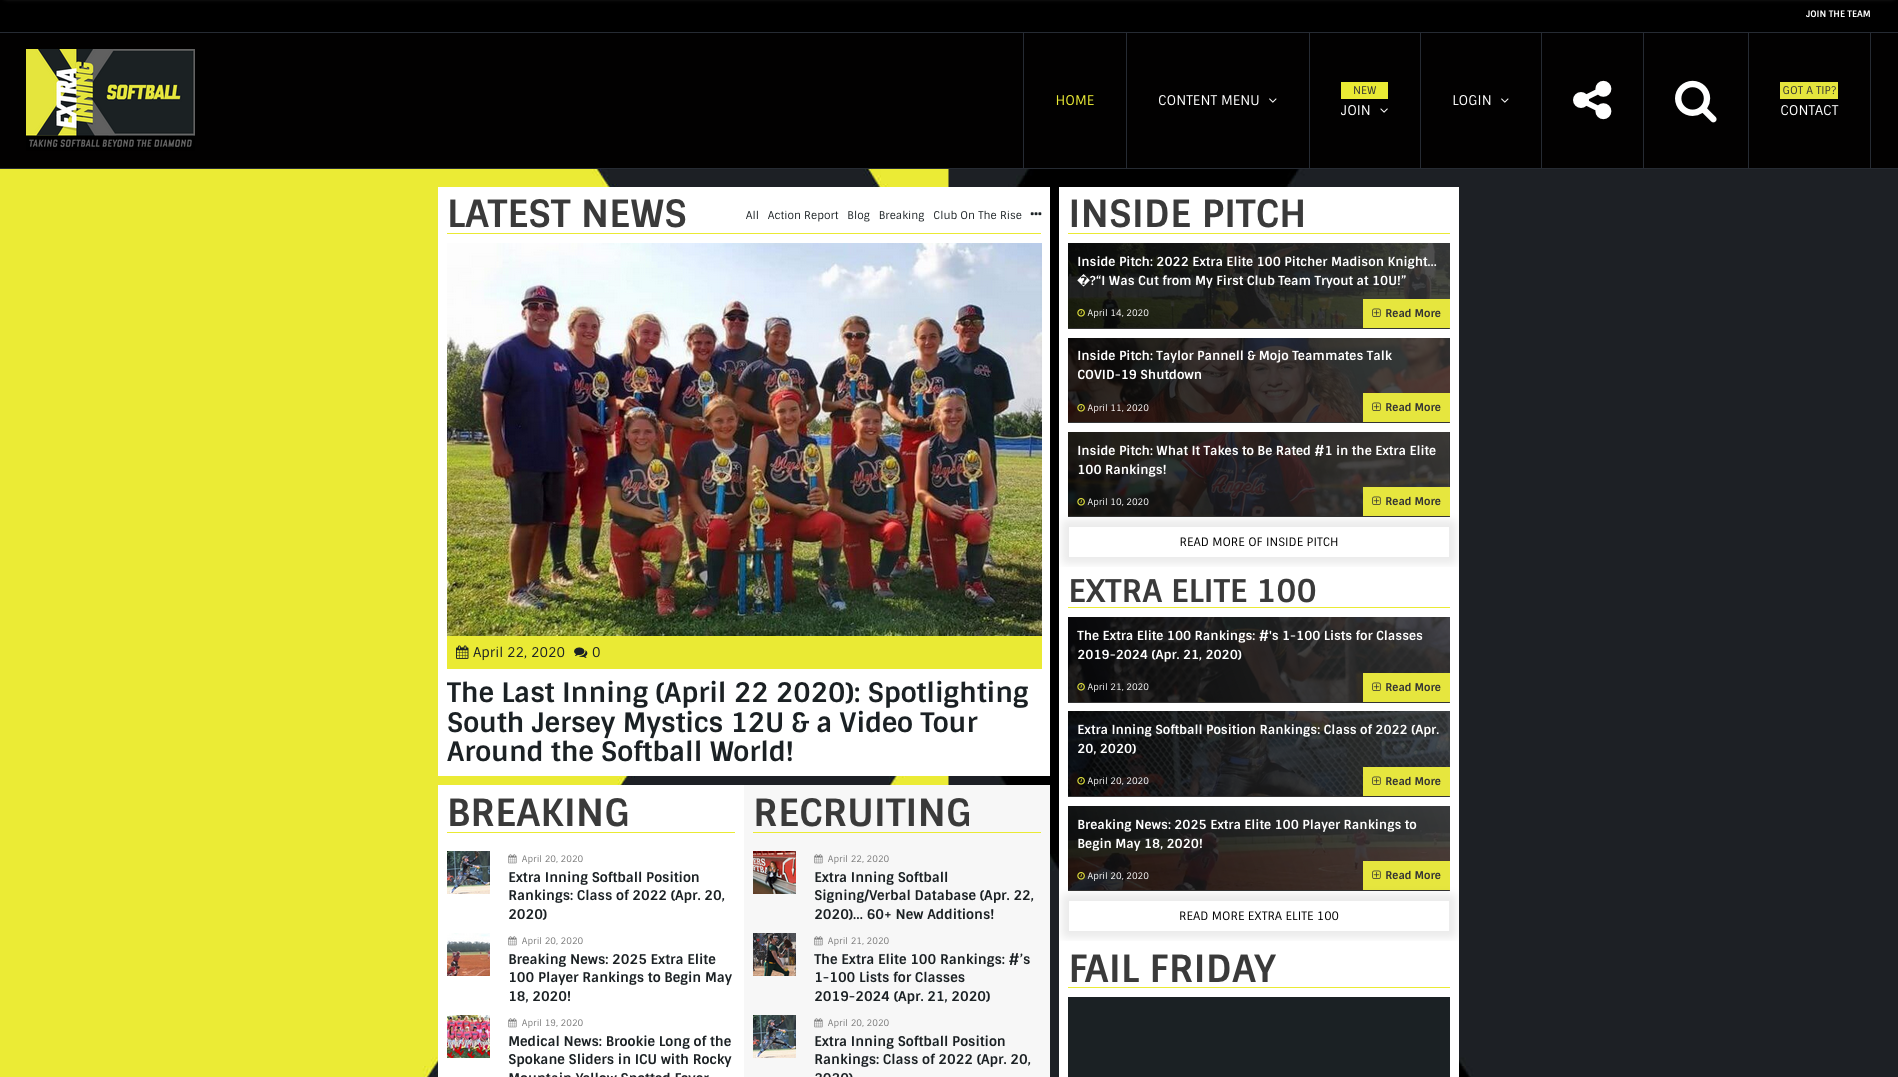 JOIN THE TEAM
EXTRA
INNING
SOFTBALL
TAKING SOFTBALL BEYOND THE DIAMOND
HOME
CONTENT MENU
NEW
JOIN
LOGIN
GOT A TIP?
CONTACT
LATEST NEWS
All Action Report Blog Breaking Club On The Rise •••
Mystics
April 22, 2020 0
The Last Inning (April 22 2020): Spotlighting
South Jersey Mystics 12U & a Video Tour
Around the Softball World!
BREAKING
April 20, 2020
Extra Inning Softball Position
Rankings: Class of 2022 (Apr. 20,
2020)
April 20, 2020
Breaking News: 2025 Extra Elite
100 Player Rankings to Begin May
18, 2020!
April 19, 2020
Medical News: Brookie Long of the
Spokane Sliders in ICU with Rocky
Mountain Yellow Spotted Fever
RECRUITING
April 22, 2020
Extra Inning Softball
Signing/Verbal Database (Apr. 22,
2020)... 60+ New Additions!
April 21, 2020
The Extra Elite 100 Rankings: #'s
1-100 Lists for Classes
2019-2024 (Apr. 21, 2020)
April 20, 2020
Extra Inning Softball Position
Rankings: Class of 2022 (Apr. 20,
2020)
INSIDE PITCH
Inside Pitch: 2022 Extra Elite 100 Pitcher Madison Knight…
�?“I Was Cut from My First Club Team Tryout at 10U!”
April 14, 2020
Read More
Inside Pitch: Taylor Pannell & Mojo Teammates Talk
COVID-19 Shutdown
April 11, 2020
Read More
Inside Pitch: What It Takes to Be Rated #1 in the Extra Elite
100 Rankings!
April 10, 2020
Read More
READ MORE OF INSIDE PITCH
EXTRA ELITE 100
The Extra Elite 100 Rankings: #'s 1-100 Lists for Classes
2019-2024 (Apr. 21, 2020)
April 21, 2020
Read More
Extra Inning Softball Position Rankings: Class of 2022 (Apr.
20, 2020)
April 20, 2020
Read More
Breaking News: 2025 Extra Elite 100 Player Rankings to
Begin May 18, 2020!
April 20, 2020
Read More
READ MORE EXTRA ELITE 100
FAIL FRIDAY